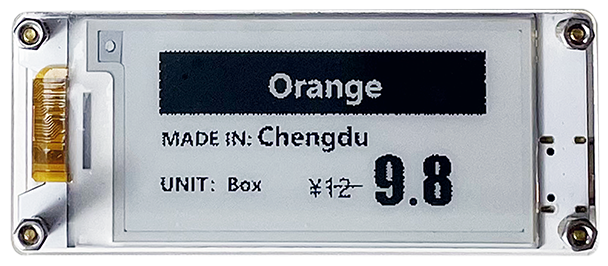 Orange
MADE IN: Chengdu
UNIT: Box ¥12 9.8